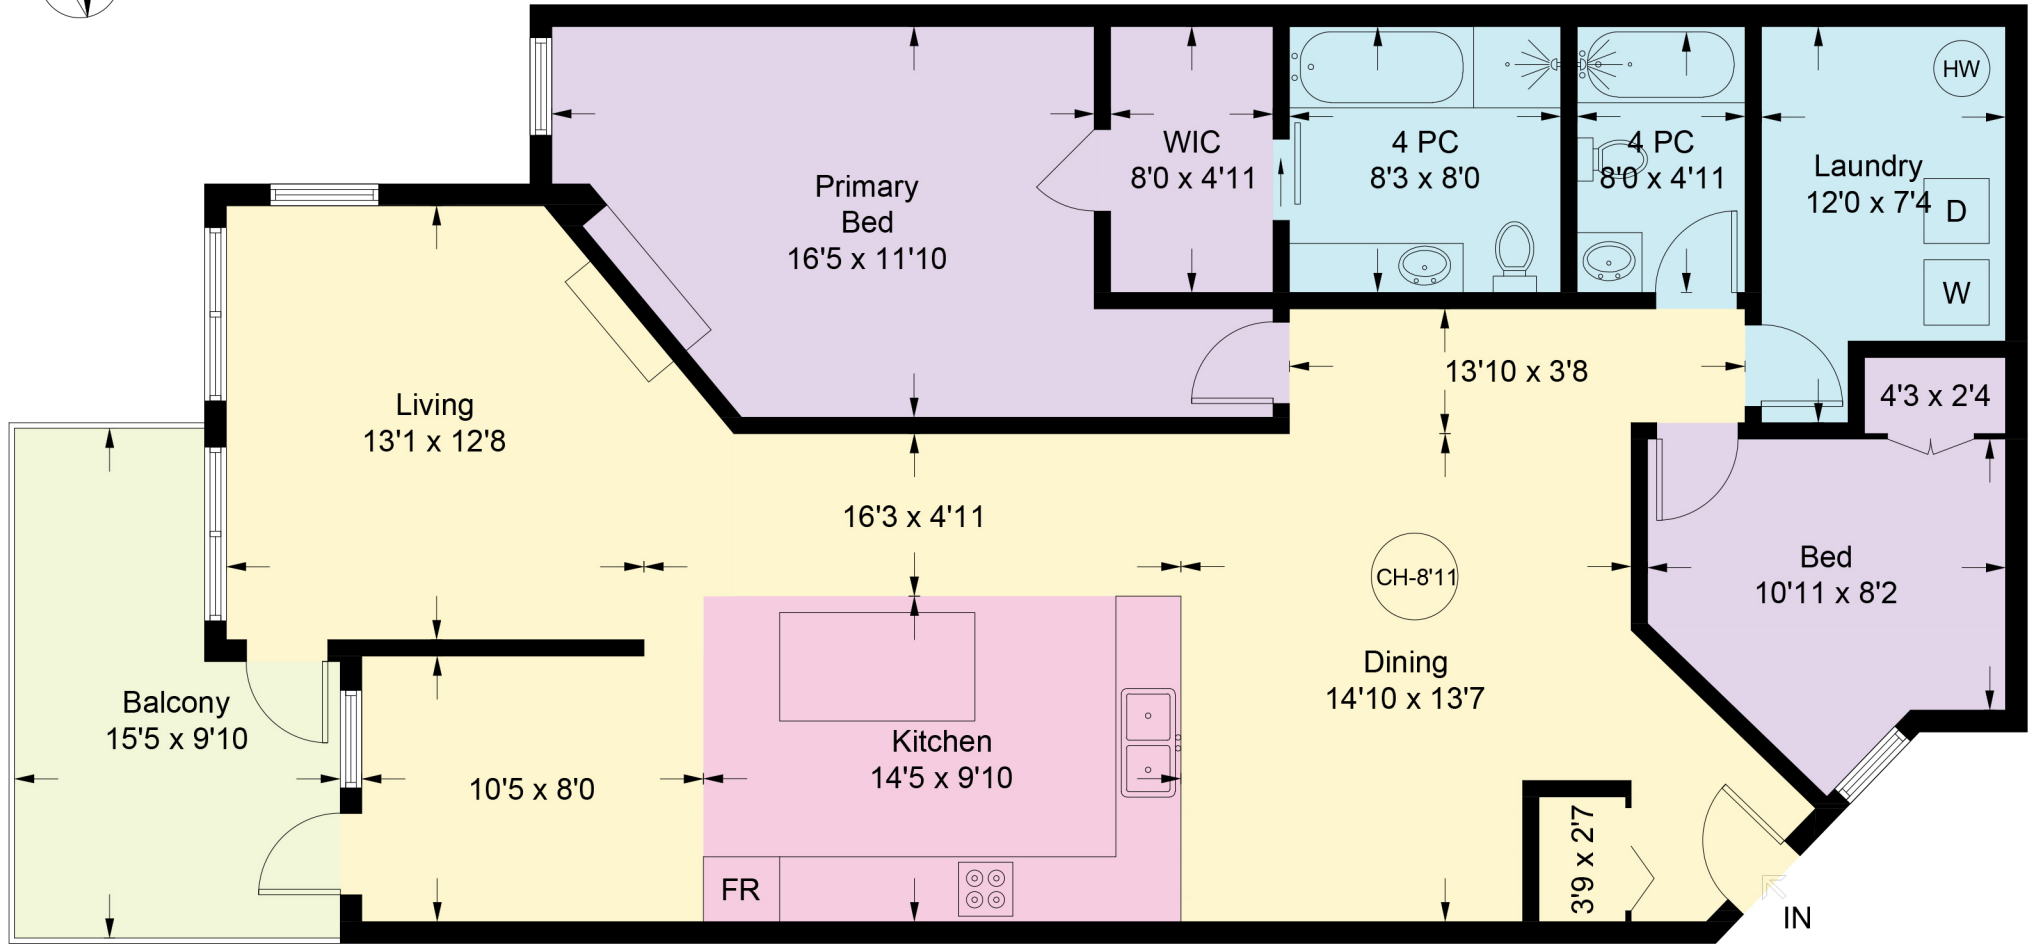 HW
WIC
8'0 x 4'11
4 PC
8'3 x 8'0
4 PC
8'0 x 4'11
Laundry
12'0 x 7'4
D
W
Primary
Bed
16'5 x 11'10
13'10 x 3'8
4'3 x 2'4
Living
13'1 x 12'8
16'3 x 4'11
CH-8'11
Bed
10'11 x 8'2
Dining
14'10 x 13'7
Balcony
15'5 x 9'10
Kitchen
14'5 x 9'10
10'5 x 8'0
3'9 x 2'7
FR
IN